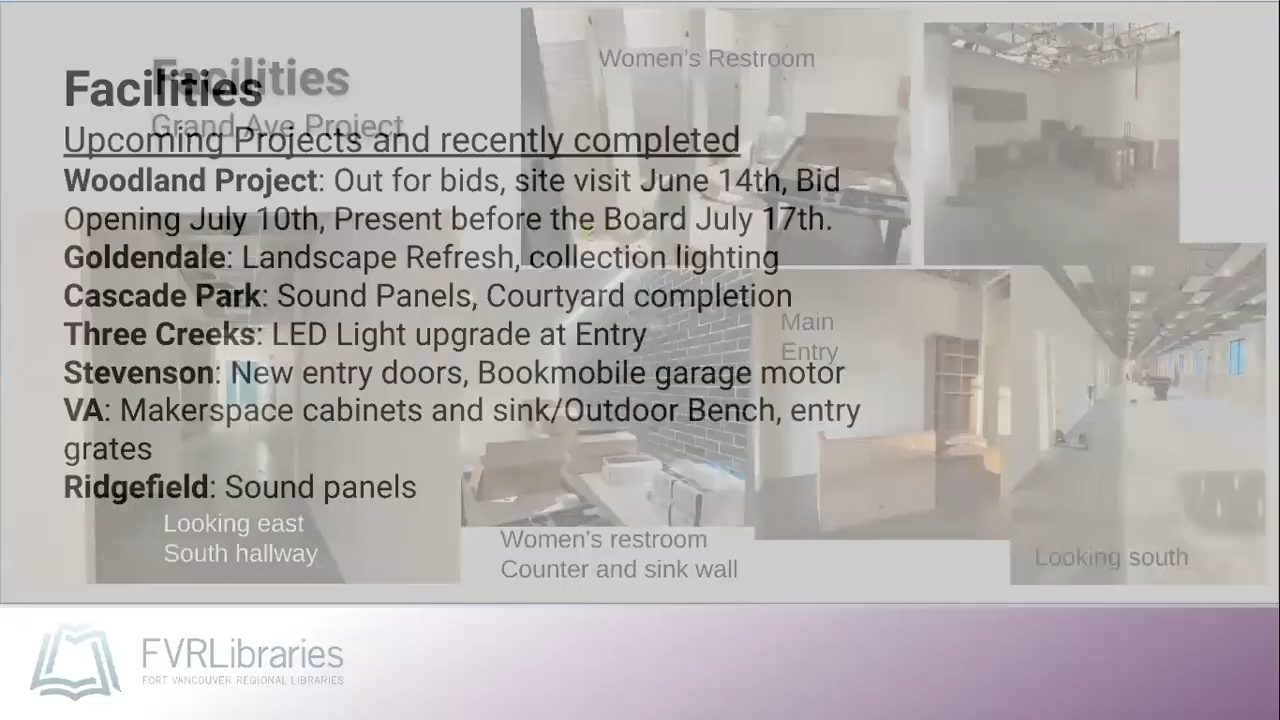 Facilities
Grand Ave Project
Women's Restroom
Facilities
Upcoming Projects and recently completed
Woodland Project: Out for bids, site visit June 14th, Bid
Opening July 10th, Present before the Board July 17th.
Goldendale: Landscape Refresh, collection lighting
Cascade Park: Sound Panels, Courtyard completion
Three Creeks: LED Light upgrade at Entry
Stevenson: New entry doors, Bookmobile garage motor
VA: Makerspace cabinets and sink/Outdoor Bench, entry
grates
Ridgefield: Sound panels
Main
Entry
Looking east
South hallway
Women's restroom
Counter and sink wall
Looking south
FVRLibraries
FORT VANCOUVER REGIONAL LIBRARIES